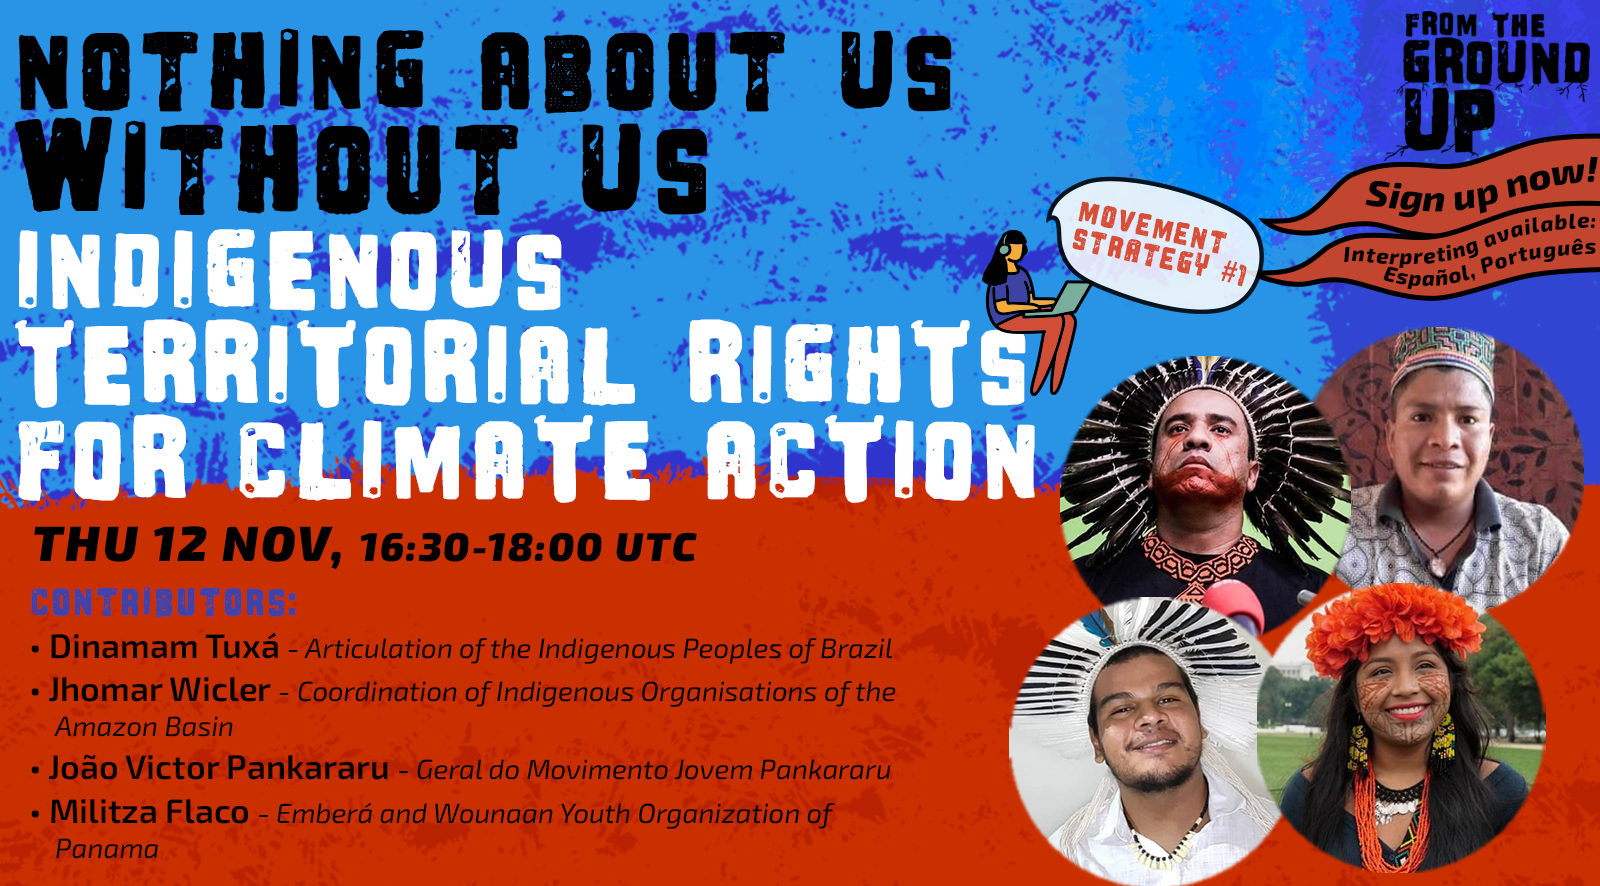 NOTHING ABOUT US
WITHOUT US
INDIGENOUS
TERRITORIAL RIGHTS
FOR CLIMATE ACTION
THU 12 NOV, 16:30-18:00 UTC
CONTRIBUTORS:
• Dinamam Tuxá - Articulation of the Indigenous Peoples of Brazil
• Jhomar Wicler - Coordination of Indigenous Organisations of the
Amazon Basin
• João Victor Pankararu - Geral do Movimento Jovem Pankararu
• Militza Flaco - Emberá and Wounaan Youth Organization of
Panama
FROM THE
GROUND
UP
Sign up now!
Interpreting available:
Español, Português
MOVEMENT
STRATEGY #1